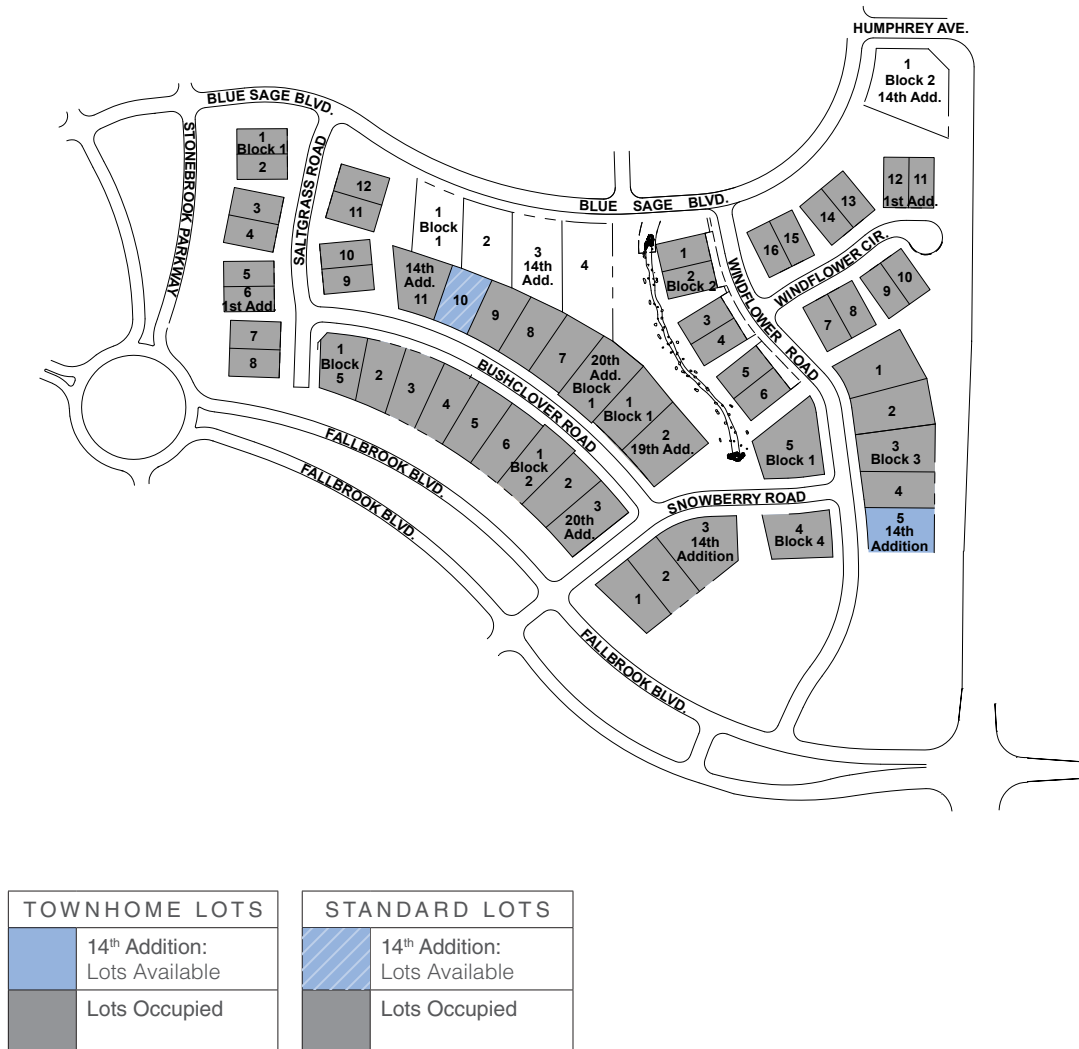 HUMPHREY AVE.
1
Block 2
14th Add.
BLUE SAGE BLVD.
STONEBROOK PARKWAY
SALTGRASS ROAD
1
Block 1
2
3
4
5
6
1st Add.
7
8
12
11
10
9
1
Block
1
2
3
14th
Add.
4
BLUE SAGE BLVD.
14th
Add.
11
10
9
8
7
20th
Add.
Block
1
1
Block 1
2
19th Add.
1
Block
5
2
3
4
5
6
1
Block
2
2
3
20th
Add.
BUSHCLOVER ROAD
FALLBROOK BLVD.
FALLBROOK BLVD.
FALLBROOK BLVD.
SNOWBERRY ROAD
WINDFLOWER ROAD
WINDFLOWER CIR.
1
2
Block 2
3
4
5
6
5
Block 1
12
11
1st Add.
13
14
15
16
10
9
8
7
1
2
3
Block 3
4
5
14th
Addition
3
14th
Addition
2
1
4
Block 4
TOWNHOME LOTS
14th Addition:
Lots Available
Lots Occupied
STANDARD LOTS
14th Addition:
Lots Available
Lots Occupied